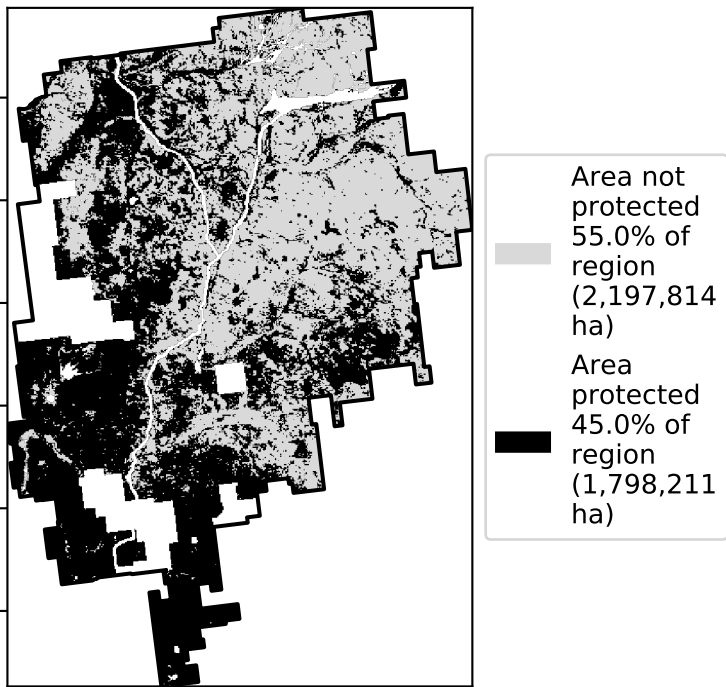 Area not
protected
55.0% of
region
(2,197,814
ha)
Area
protected
45.0% of
region
(1,798,211
ha)